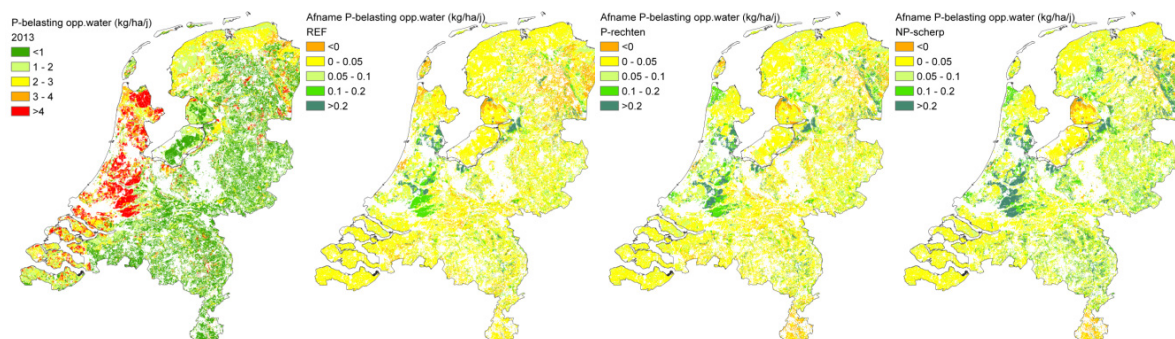 P-belasting opp.water (kg/ha/j)
2013
<1
1 - 2
2 - 3
3 - 4
>4
Afname P-belasting opp.water (kg/ha/j)
REF
<0
0 - 0.05
0.05 - 0.1
0.1 - 0.2
>0.2
Afname P-belasting opp.water (kg/ha/j)
P-rechten
<0
0 - 0.05
0.05 - 0.1
0.1 - 0.2
>0.2
Afname P-belasting opp.water (kg/ha/j)
NP-scherp
<0
0 - 0.05
0.05 - 0.1
0.1 - 0.2
>0.2